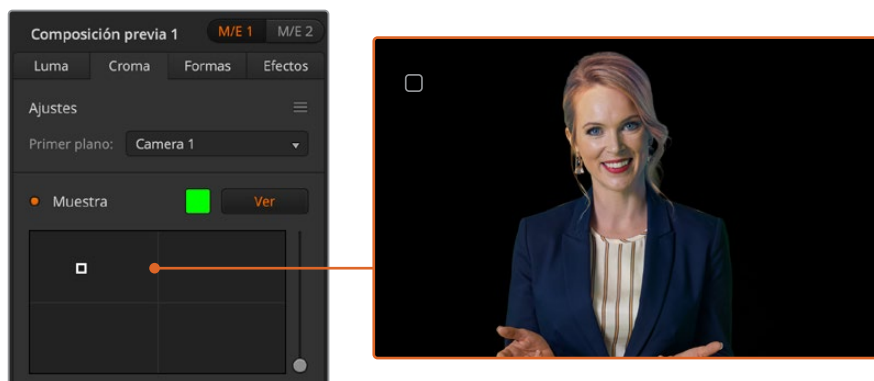 Composición previa 1 M/E 1 M/E 2
Luma Croma Formas Efectos
Ajustes
Primer plano: Camera 1
Muestra Ver